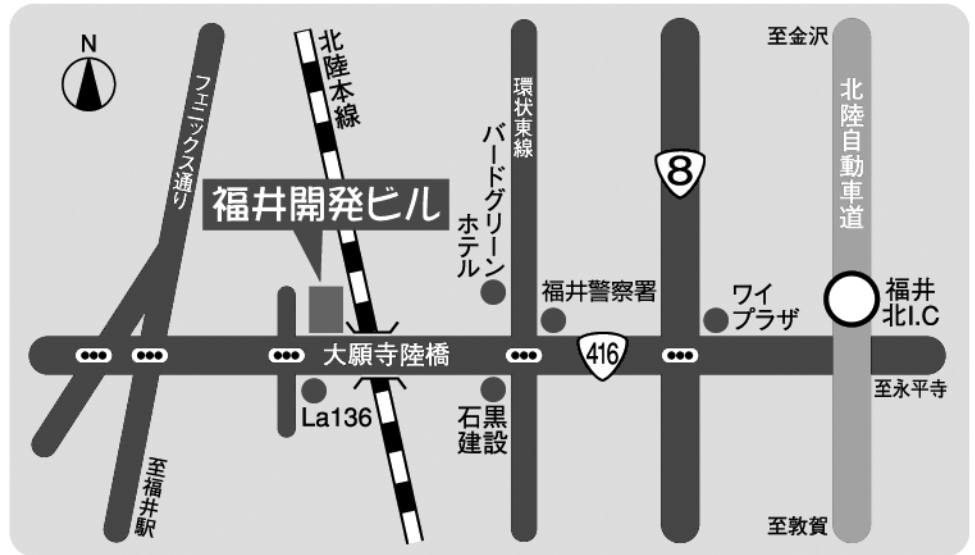 N
フェニックス通り
北陸本線
福井開発ビル
バードグリーン
ホテル
環状東線
8
至金沢
北陸自動車道
福井警察署
ワイ
プラザ
福井
北I.C
大願寺陸橋
416
至永平寺
La136
石黒
建設
至福井駅
至敦賀